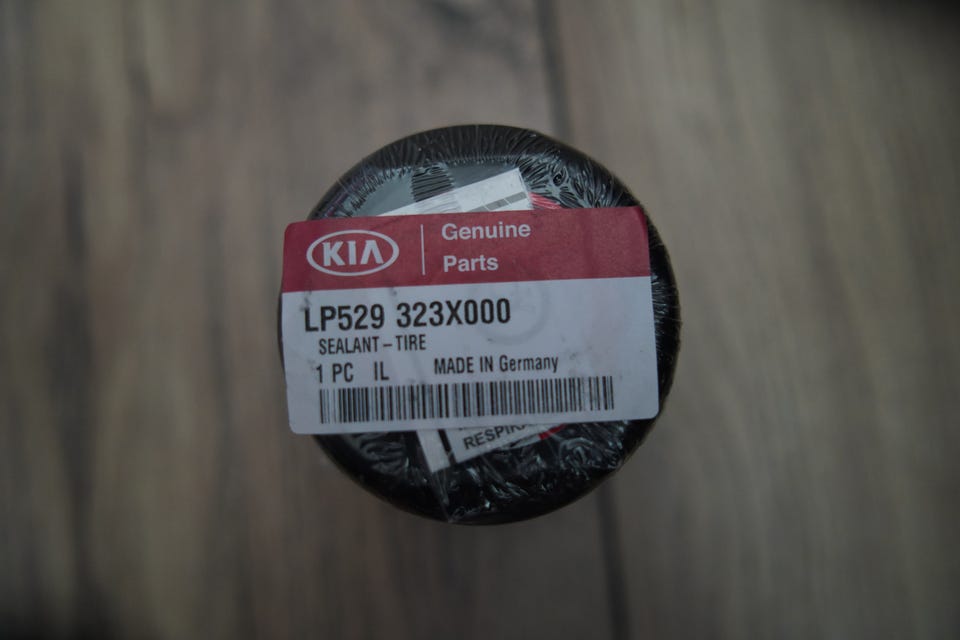 KIA
Genuine
Parts
LP529 323X000
SEALANT-TIRE
1 PC IL MADE IN Germany